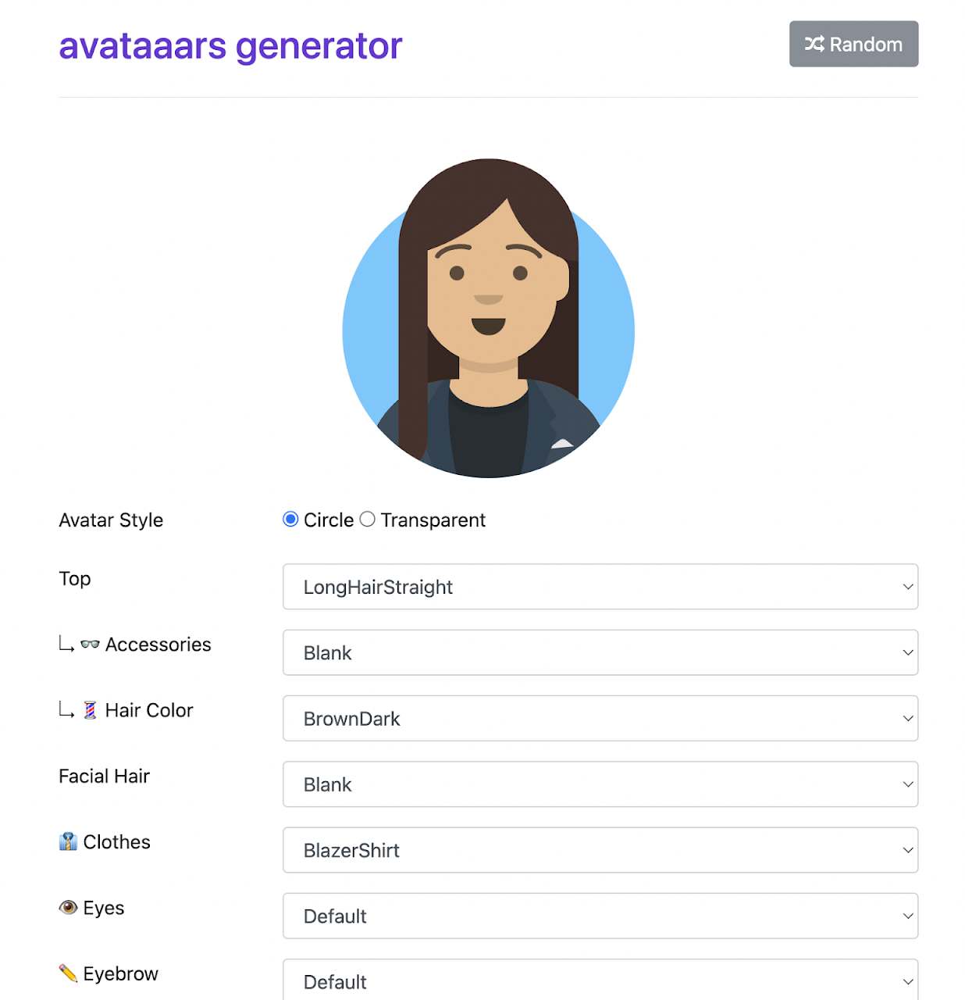 avataaars generator
Random
Avatar Style
Circle Transparent
Top
LongHairStraight
Accessories
Blank
Hair Color
BrownDark
Facial Hair
Blank
Clothes
BlazerShirt
Eyes
Default
Eyebrow
Default